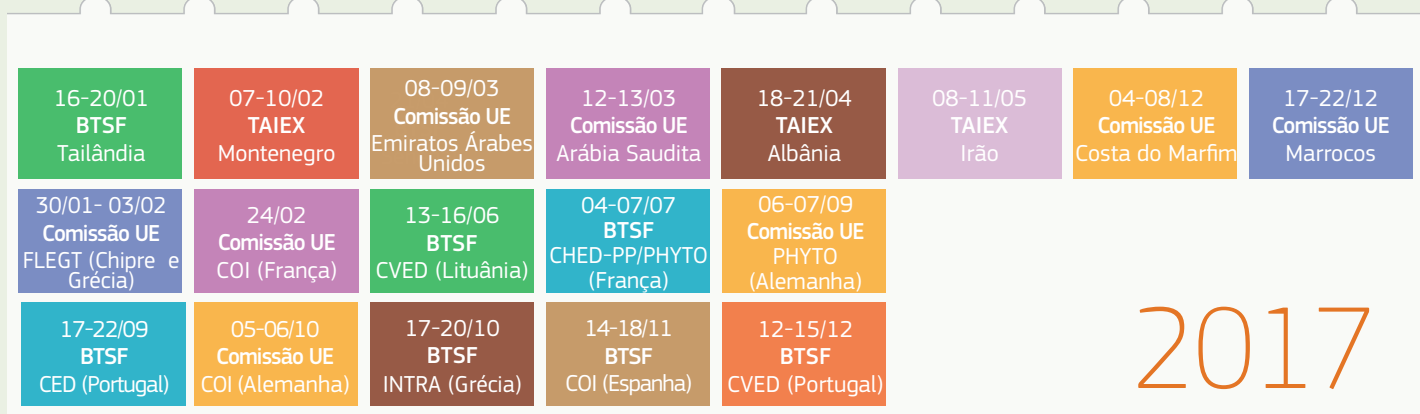 16-20/01
BTSF
Tailândia
07-10/02
TAIEX
Montenegro
08-09/03
Comissão UE
Emiratos Árabes
Unidos
12-13/03
Comissão UE
Arábia Saudita
18-21/04
TAIEX
Albânia
08-11/05
TAIEX
Irão
04-08/12
Comissão UE
Costa do Marfim
17-22/12
Comissão UE
Marrocos
30/01- 03/02
Comissão UE
FLEGT (Chipre e
Grécia)
24/02
Comissão UE
COI (França)
13-16/06
BTSF
CVED (Lituânia)
04-07/07
BTSF
CHED-PP/PHYTO
(França)
06-07/09
Comissão UE
PHYTO
(Alemanha)
17-22/09
BTSF
CED (Portugal)
05-06/10
Comissão UE
COI (Alemanha)
17-20/10
BTSF
INTRA (Grécia)
14-18/11
BTSF
COI (Espanha)
12-15/12
BTSF
CVED (Portugal)
2017